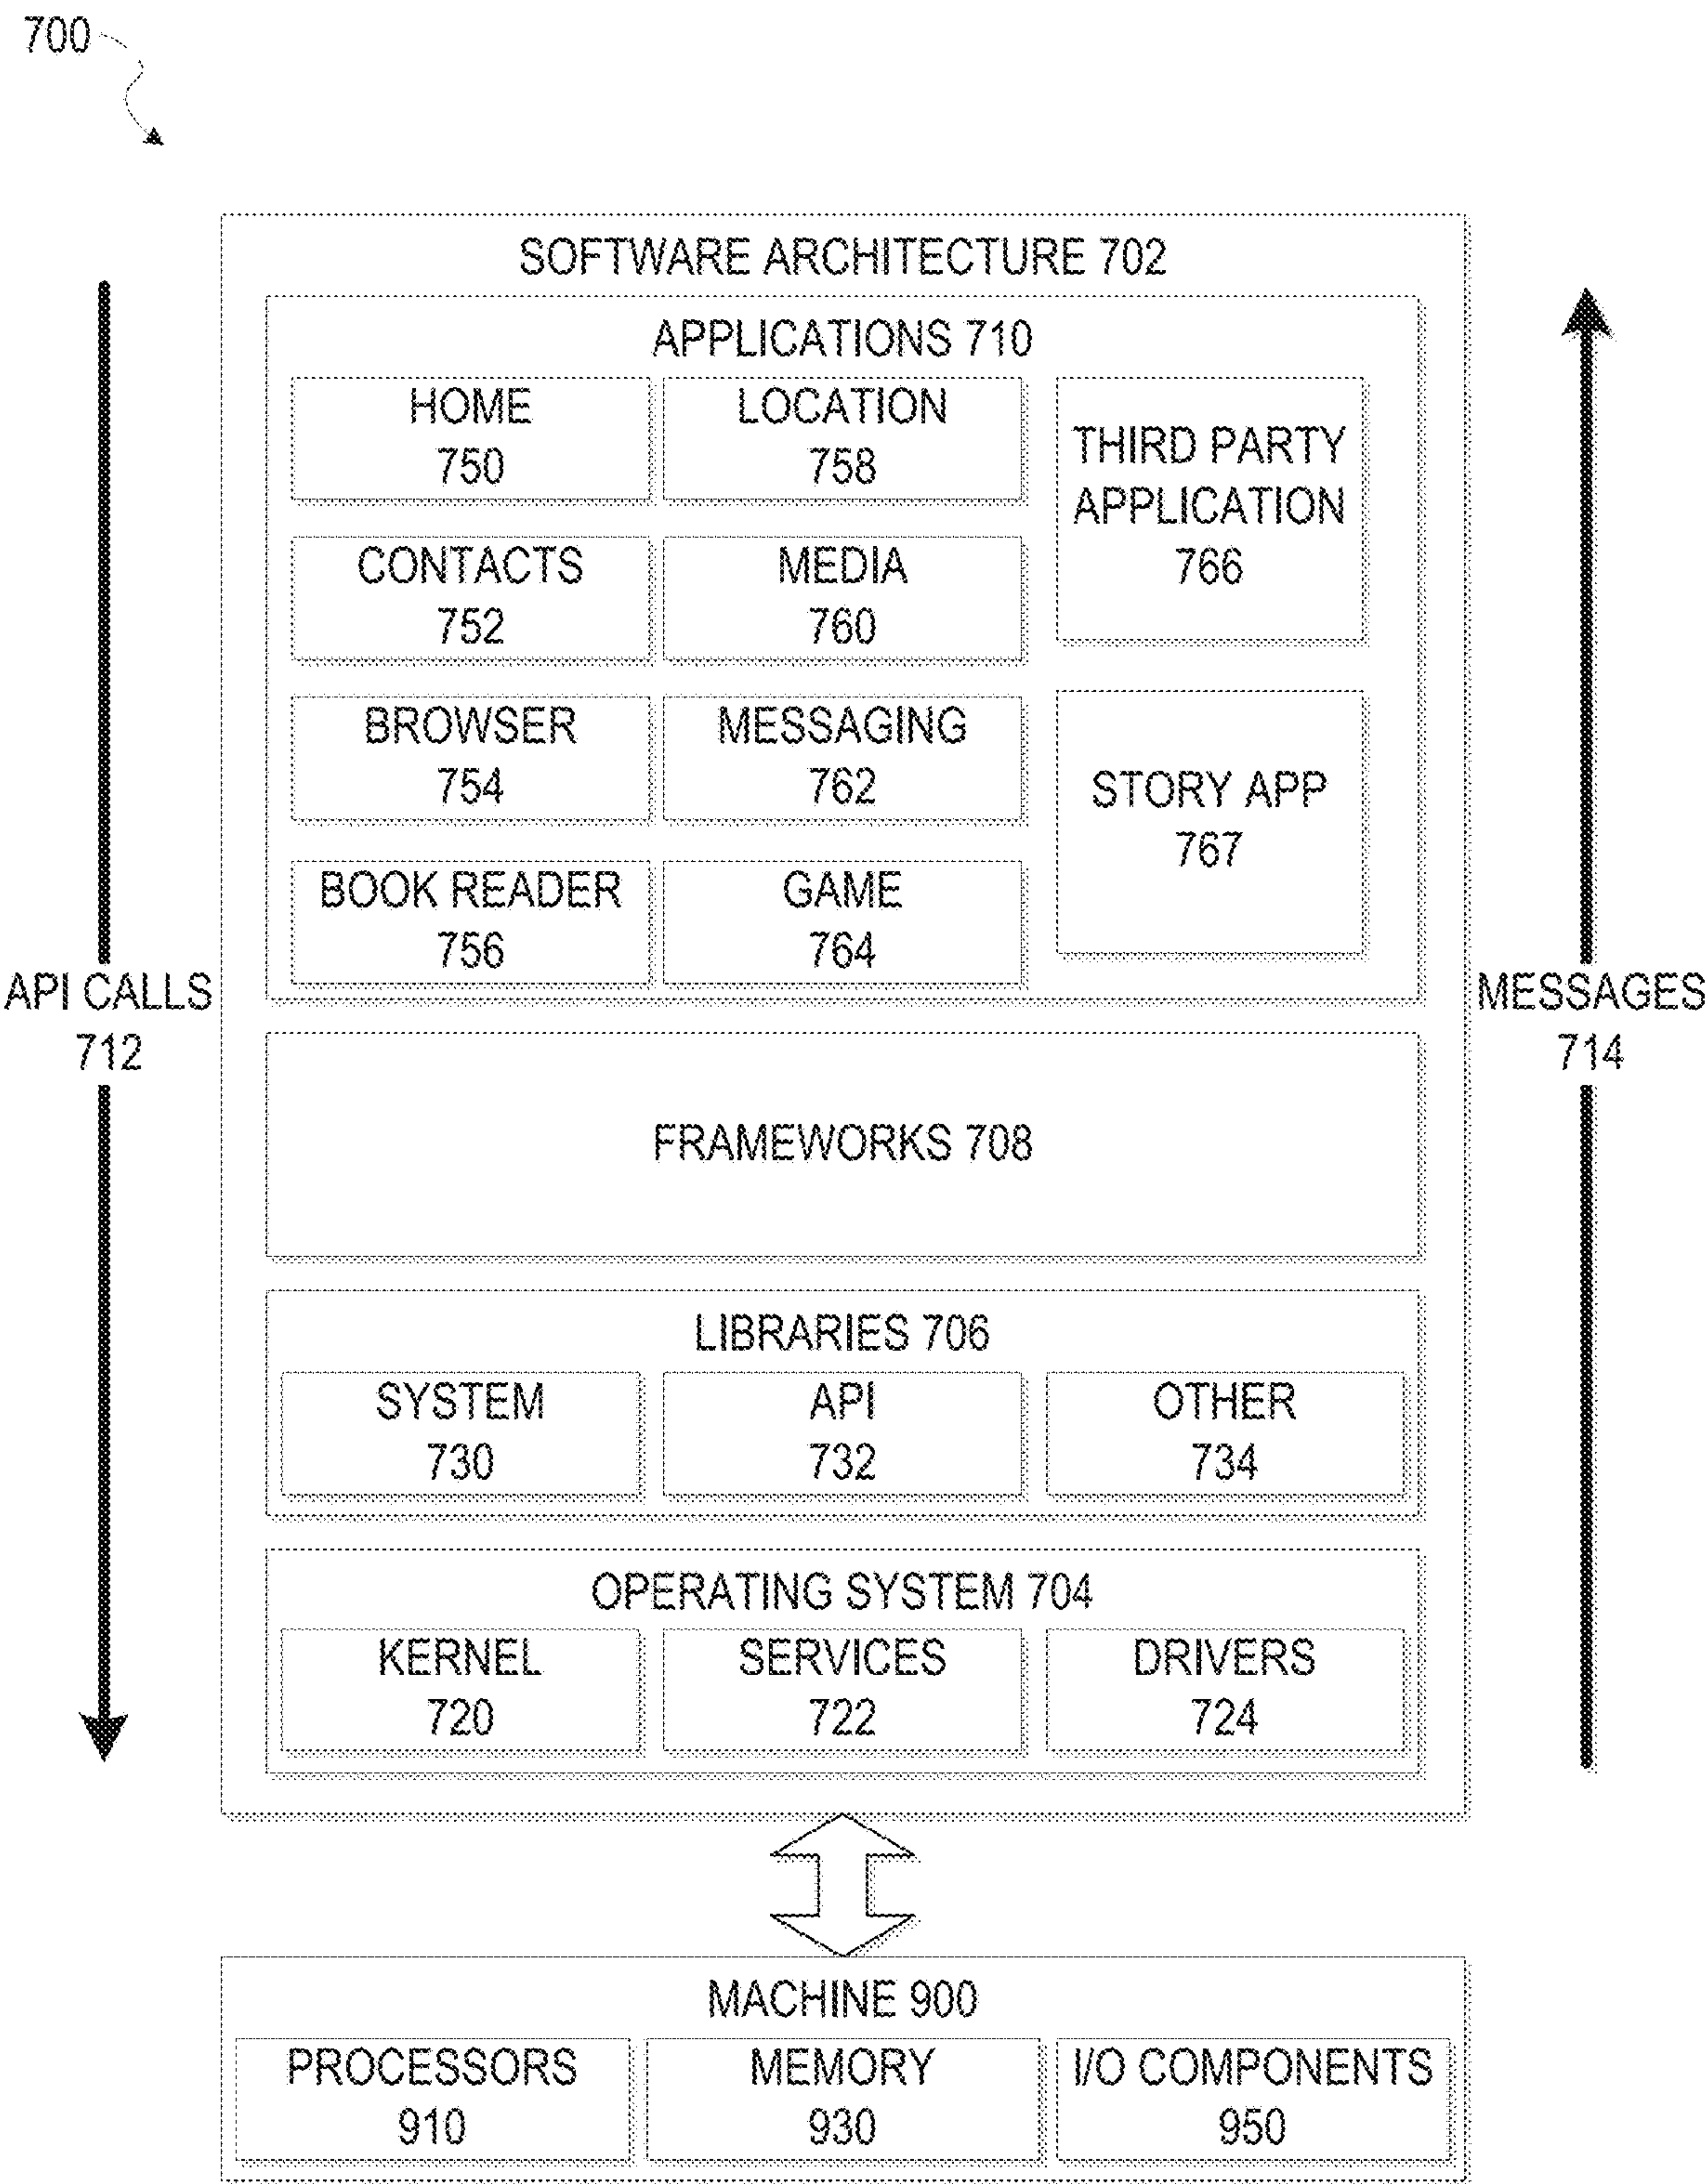 700
SOFTWARE ARCHITECTURE 702
APPLICATIONS 710
HOME
750
LOCATION
758
THIRD PARTY
APPLICATION
766
CONTACTS
752
MEDIA
760
BROWSER
754
MESSAGING
762
STORY APP
767
BOOK READER
756
GAME
764
API CALLS
712
MESSAGES
714
FRAMEWORKS 708
LIBRARIES 706
SYSTEM
730
API
732
OTHER
734
OPERATING SYSTEM 704
KERNEL
720
SERVICES
722
DRIVERS
724
MACHINE 900
PROCESSORS
910
MEMORY
930
I/O COMPONENTS
950